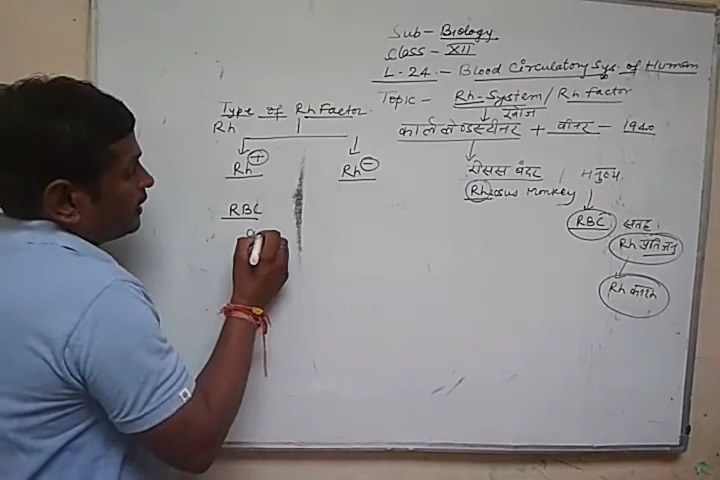 Sub- Biology
Class - XII
L-24. - Blood Circulatory Sys. of Human
Topic - Rh-System / Rh factor
खोज
कार्ल लैण्डस्टीनर + वीनर - 1940
रीसस बंदर / मनुष्य
Rhesus Monkey
RBC सतह
Rh प्रतिजन
Rh कारक
Type of Rh Factor.
Rh
Rh + Rh -
RBC